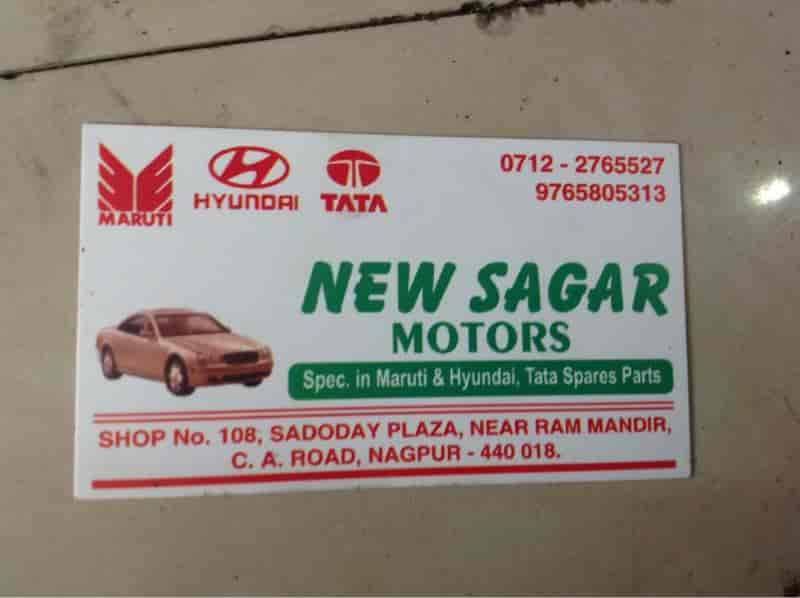 MARUTI
HYUNDAI
TATA
0712 - 2765527
9765805313
NEW SAGAR
MOTORS
Spec. in Maruti & Hyundai, Tata Spares Parts
SHOP No. 108, SADODAY PLAZA, NEAR RAM MANDIR,
C. A. ROAD, NAGPUR - 440 018.